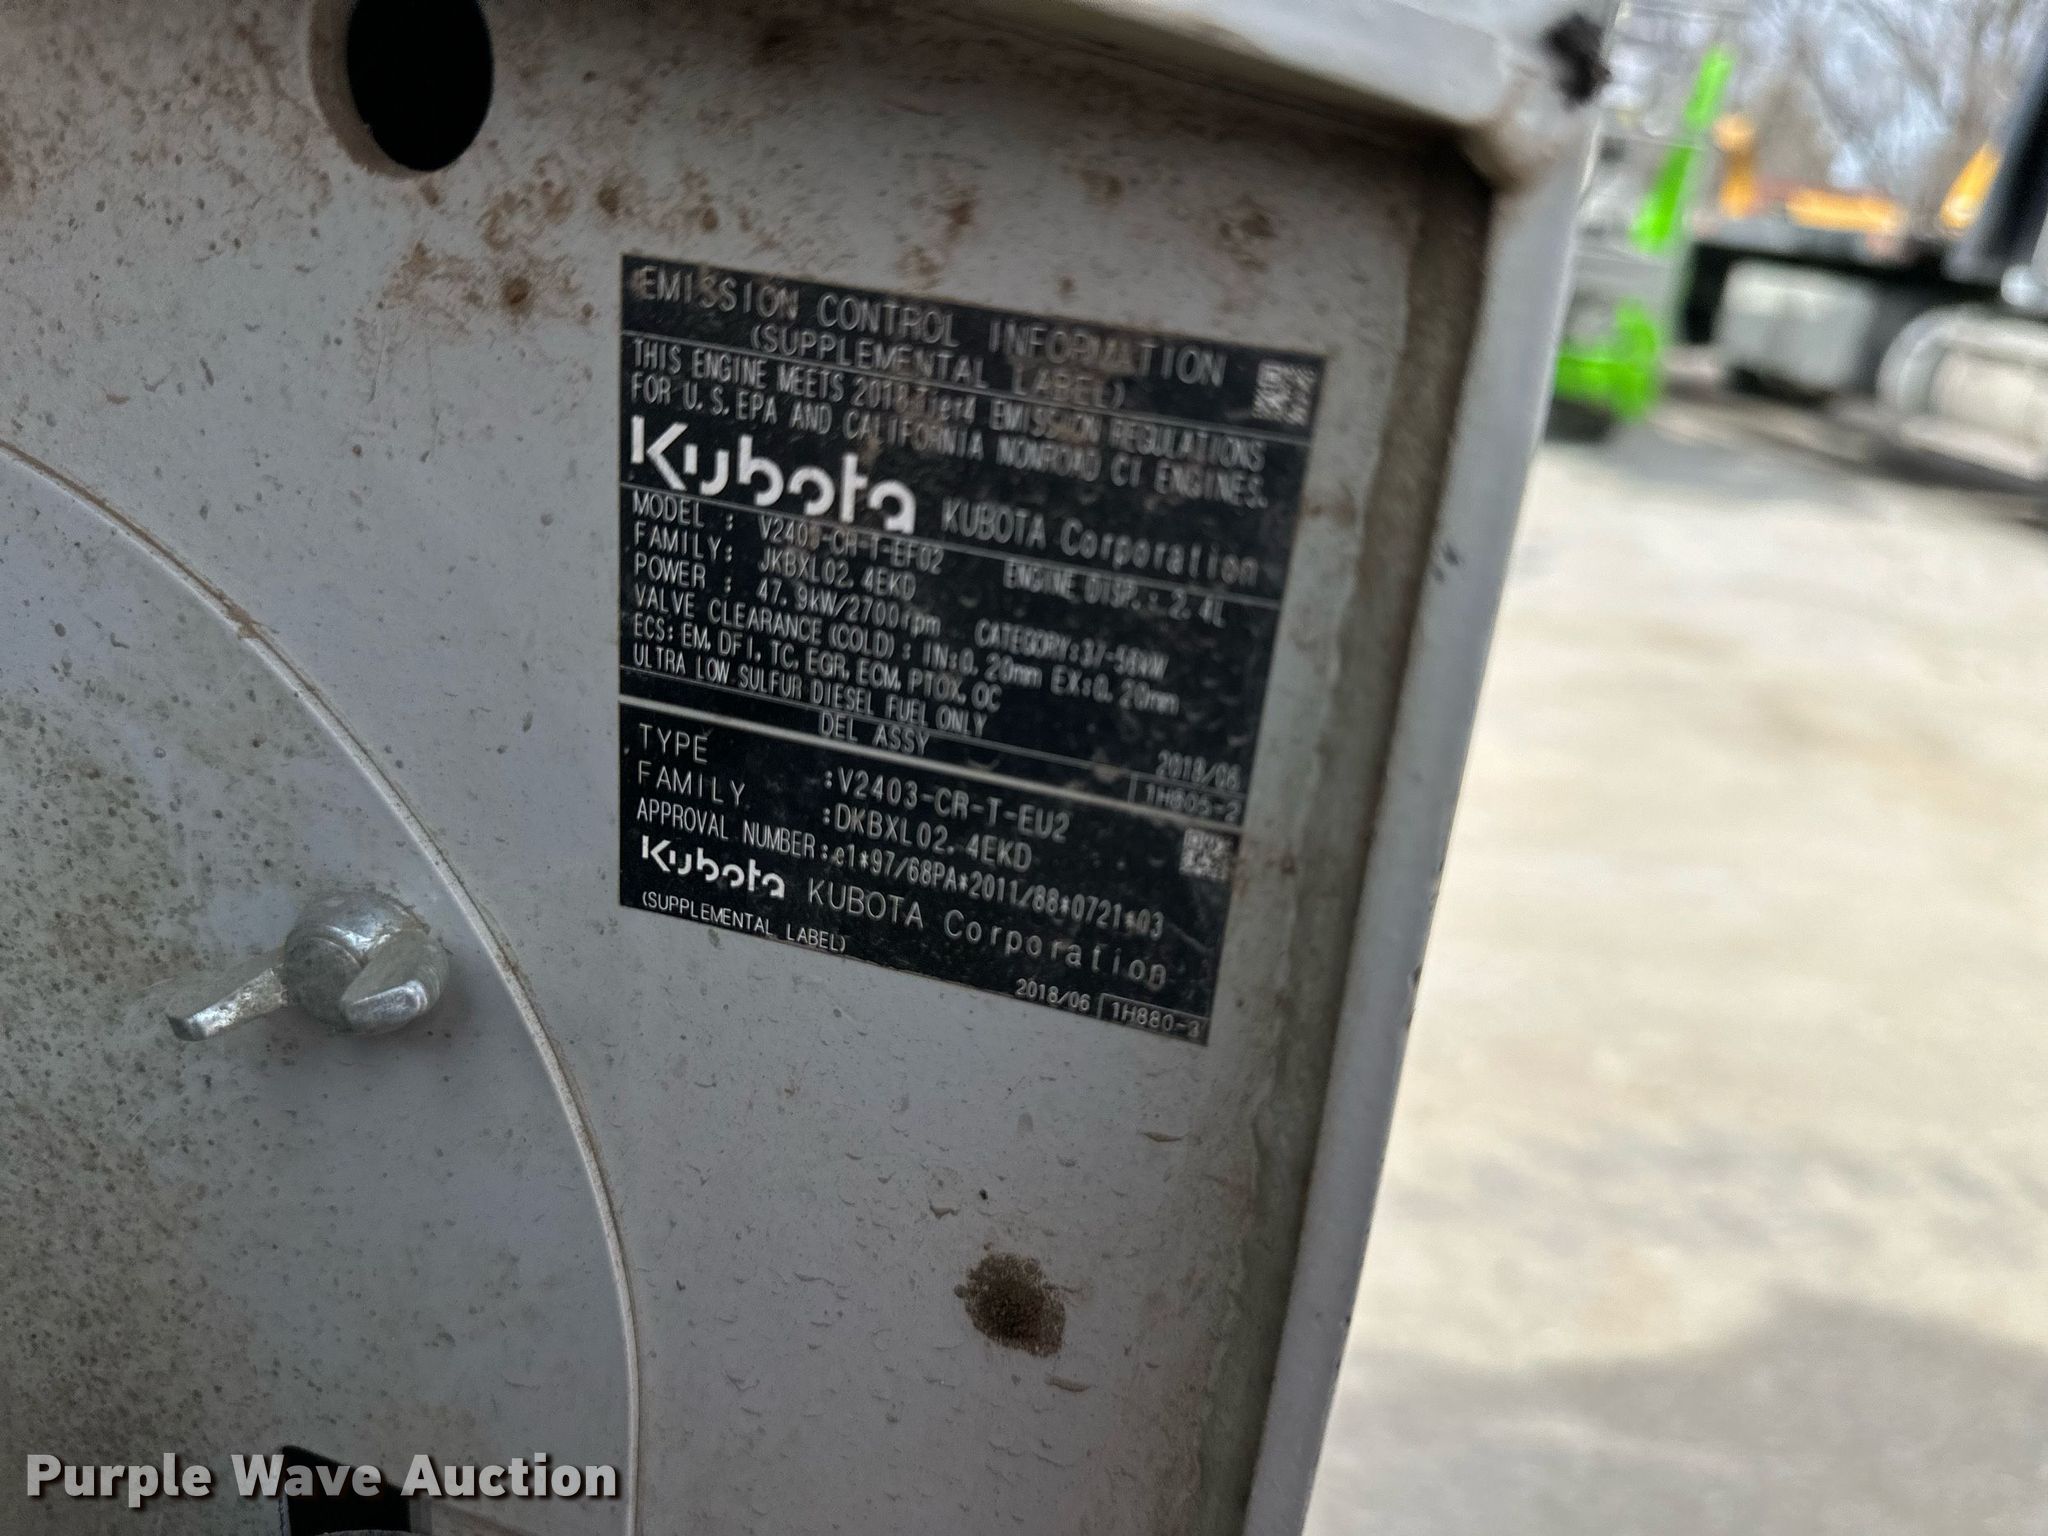 EMISSION CONTROL INFORMATION
(SUPPLEMENTAL LABEL)
THIS ENGINE MEETS 2018 Tier4 EMISSION REGULATIONS
FOR U.S.EPA AND CALIFORNIA NONROAD CI ENGINES.
Kubota KUBOTA Corporation
MODEL : V2403-CR-T-EF02 ENGINE DISP.: 2.4L
FAMILY: JKBXL02.4EKD
POWER : 47.9kW/2700rpm CATEGORY:37-56kW
VALVE CLEARANCE(COLD): IN:0.20mm EX:0.20mm
ECS:EM,DFI,TC,EGR,ECM,PTOX,OC
ULTRA LOW SULFUR DIESEL FUEL ONLY
DEL ASSY 2018/06
1H805-2
TYPE :V2403-CR-T-EU2
FAMILY :DKBXL02.4EKD
APPROVAL NUMBER:e1*97/68PA*2011/88*0721*03
Kubota KUBOTA Corporation
(SUPPLEMENTAL LABEL)
2018/06 1H880-3
Purple Wave Auction